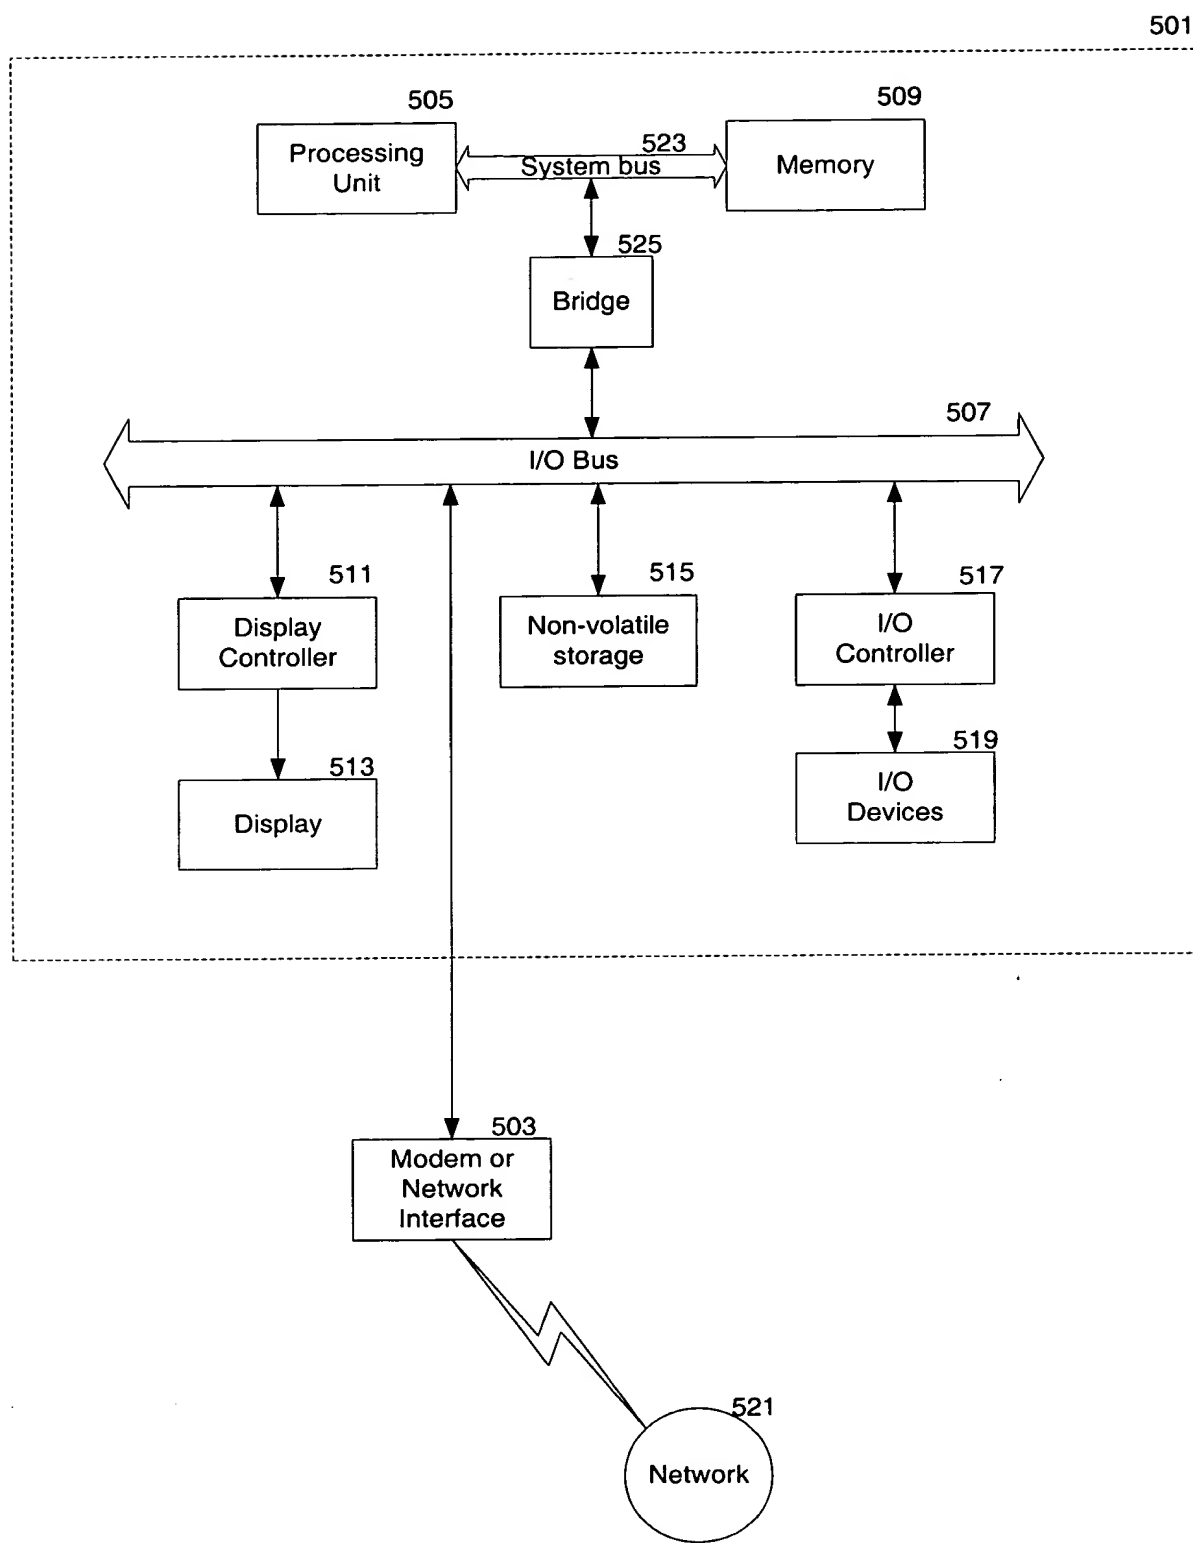 501
505
509
Processing
Unit
523
System bus
Memory
525
Bridge
507
I/O Bus
511
515
517
Display
Controller
Non-volatile
storage
I/O
Controller
513
519
Display
I/O
Devices
503
Modem or
Network
Interface
521
Network